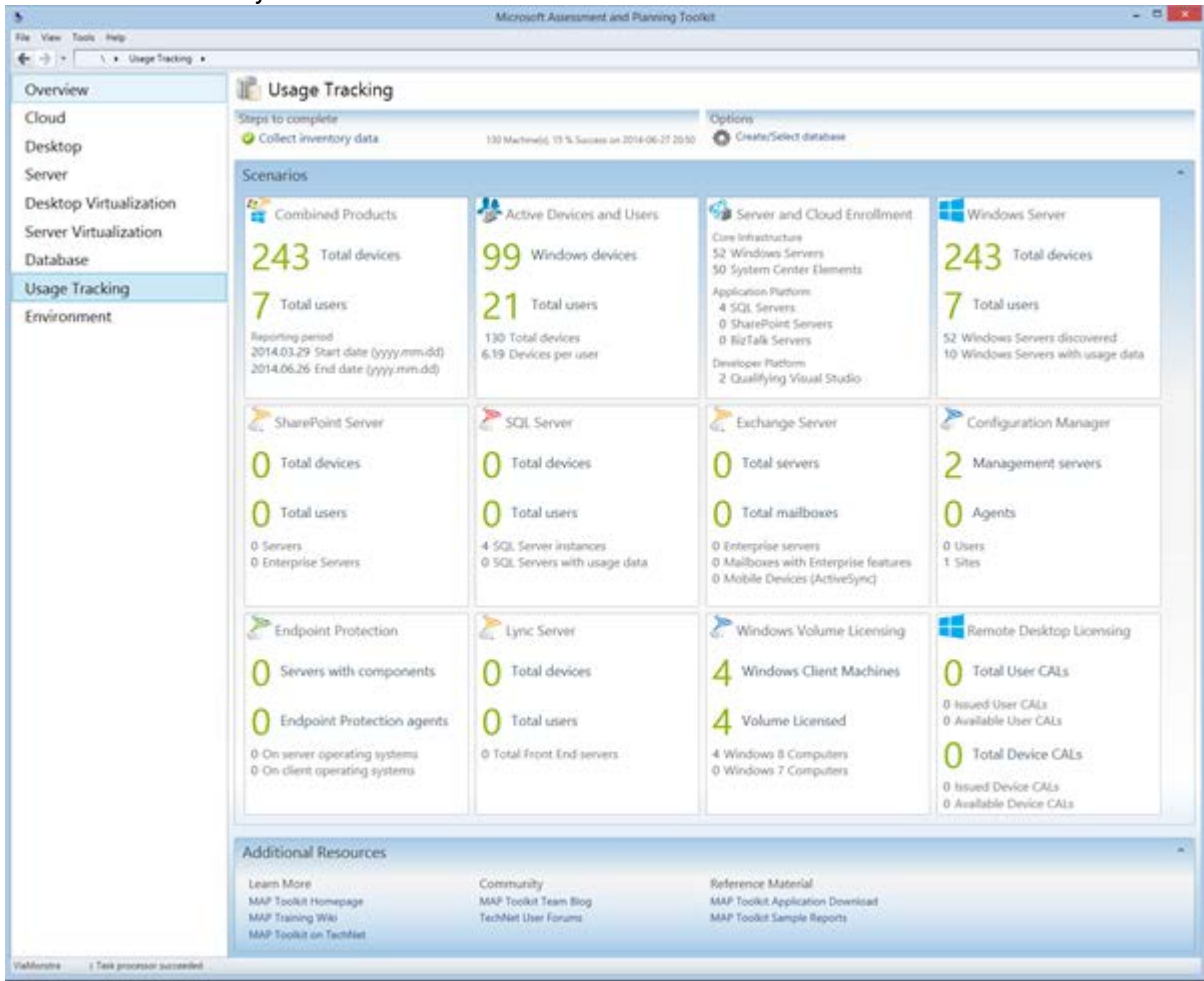 Microsoft Assessment and Planning Toolkit
File View Tools Help
\ Usage Tracking
Overview
Cloud
Desktop
Server
Desktop Virtualization
Server Virtualization
Database
Usage Tracking
Environment
Usage Tracking
Steps to complete
Collect inventory data
130 Machine(s), 15 % Success on 2014-06-27 20:50
Options
Create/Select database
Scenarios
Combined Products
243 Total devices
7 Total users
Reporting period
2014.03.29 Start date (yyyy.mm.dd)
2014.06.26 End date (yyyy.mm.dd)
Active Devices and Users
99 Windows devices
21 Total users
130 Total devices
6.19 Devices per user
Server and Cloud Enrollment
Core Infrastructure
52 Windows Servers
50 System Center Elements
Application Platform
4 SQL Servers
0 SharePoint Servers
0 BizTalk Servers
Developer Platform
2 Qualifying Visual Studio
Windows Server
243 Total devices
7 Total users
52 Windows Servers discovered
10 Windows Servers with usage data
SharePoint Server
0 Total devices
0 Total users
0 Servers
0 Enterprise Servers
SQL Server
0 Total devices
0 Total users
4 SQL Server instances
0 SQL Servers with usage data
Exchange Server
0 Total servers
0 Total mailboxes
0 Enterprise servers
0 Mailboxes with Enterprise features
0 Mobile Devices (ActiveSync)
Configuration Manager
2 Management servers
0 Agents
0 Users
1 Sites
Endpoint Protection
0 Servers with components
0 Endpoint Protection agents
0 On server operating systems
0 On client operating systems
Lync Server
0 Total devices
0 Total users
0 Total Front End servers
Windows Volume Licensing
4 Windows Client Machines
4 Volume Licensed
4 Windows 8 Computers
0 Windows 7 Computers
Remote Desktop Licensing
0 Total User CALs
0 Issued User CALs
0 Available User CALs
0 Total Device CALs
0 Issued Device CALs
0 Available Device CALs
Additional Resources
Learn More
MAP Toolkit Homepage
MAP Training Wiki
MAP Toolkit on TechNet
Community
MAP Toolkit Team Blog
TechNet User Forums
Reference Material
MAP Toolkit Application Download
MAP Toolkit Sample Reports
ViaMonstra
Task processor succeeded